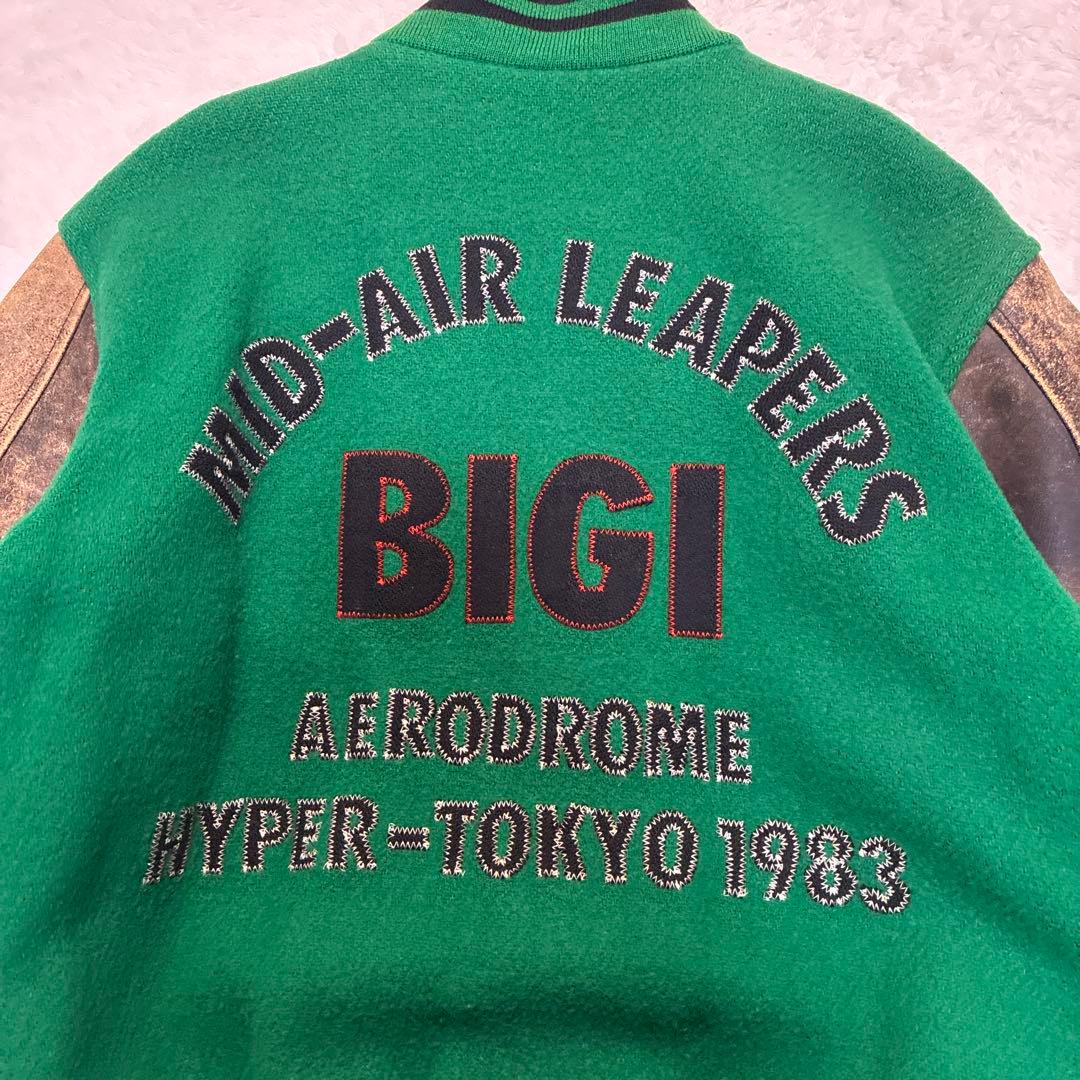 MID-AIR LEAPERS
BIGI
AERODROME
HYPER-TOKYO 1983